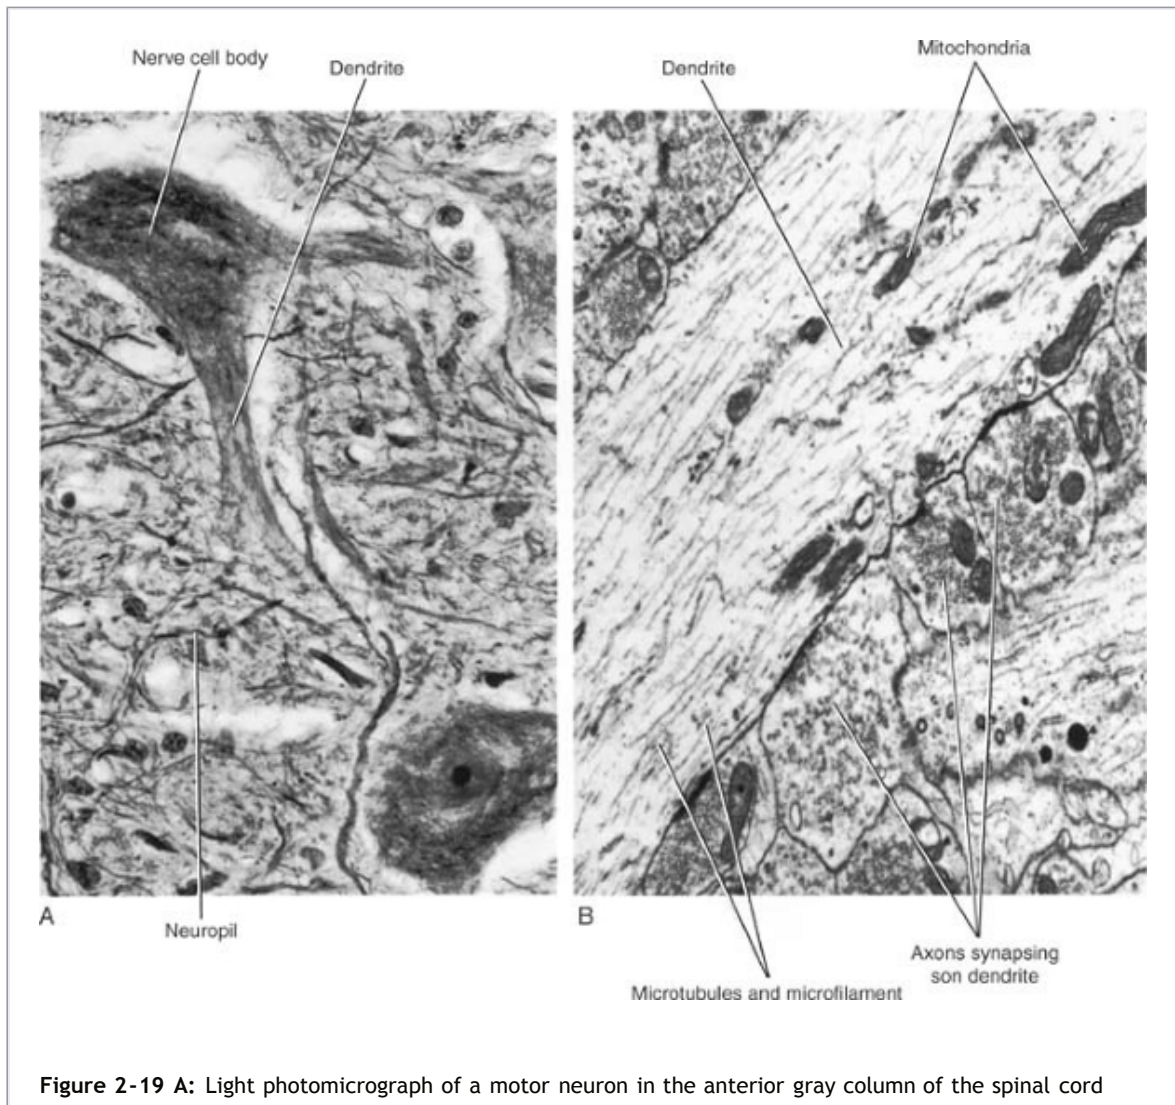 Nerve cell body
Dendrite
Dendrite
Mitochondria
A
B
Neuropil
Axons synapsing
son dendrite
Microtubules and microfilament
Figure 2-19 A: Light photomicrograph of a motor neuron in the anterior gray column of the spinal cord